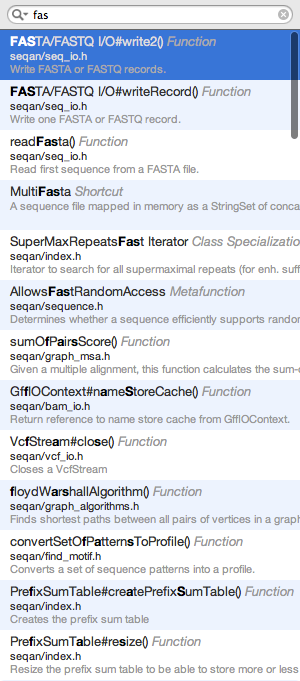 fas
FASTA/FASTQ I/O#write2() Function
seqan/seq_io.h
Write FASTA or FASTQ records.
FASTA/FASTQ I/O#writeRecord() Function
seqan/seq_io.h
Write one FASTA or FASTQ record.
readFasta() Function
seqan/seq_io.h
Read first sequence from a FASTA file.
MultiFasta Shortcut
A sequence file mapped in memory as a StringSet of conca
SuperMaxRepeatsFast Iterator Class Specializatio
seqan/index.h
Iterator to search for all supermaximal repeats (for enh. suff
AllowsFastRandomAccess Metafunction
seqan/sequence.h
Determines whether a sequence efficiently supports rando
sumOfPairsScore() Function
seqan/graph_msa.h
Given a multiple alignment, this function calculates the sum-
GffIOContext#nameStoreCache() Function
seqan/bam_io.h
Return reference to name store cache from GffIOContext.
VcfStream#close() Function
seqan/vcf_io.h
Closes a VcfStream
floydWarshallAlgorithm() Function
seqan/graph_algorithms.h
Finds shortest paths between all pairs of vertices in a graph
convertSetOfPatternsToProfile() Function
seqan/find_motif.h
Converts a set of sequence patterns into a profile.
PrefixSumTable#createPrefixSumTable() Function
seqan/index.h
Creates the prefix sum table
PrefixSumTable#resize() Function
seqan/index.h
Resize the prefix sum table to be able to store more or less